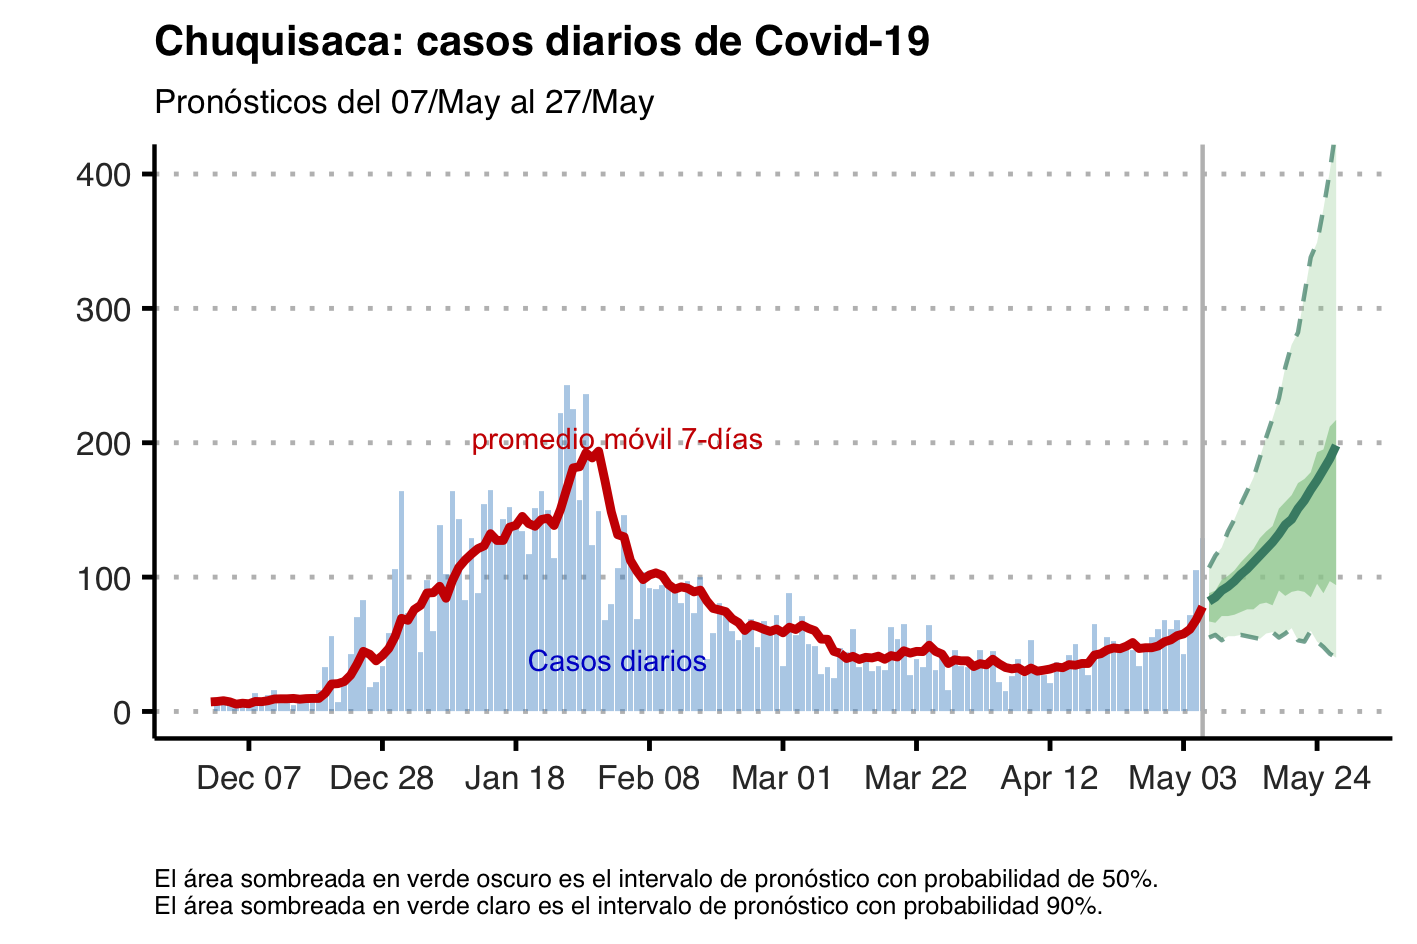 Chuquisaca: casos diarios de Covid-19
Pronósticos del 07/May al 27/May
400
300
200
100
0
promedio móvil 7-días
Casos diarios
Dec 07 Dec 28 Jan 18 Feb 08 Mar 01 Mar 22 Apr 12 May 03 May 24
El área sombreada en verde oscuro es el intervalo de pronóstico con probabilidad de 50%.
El área sombreada en verde claro es el intervalo de pronóstico con probabilidad 90%.